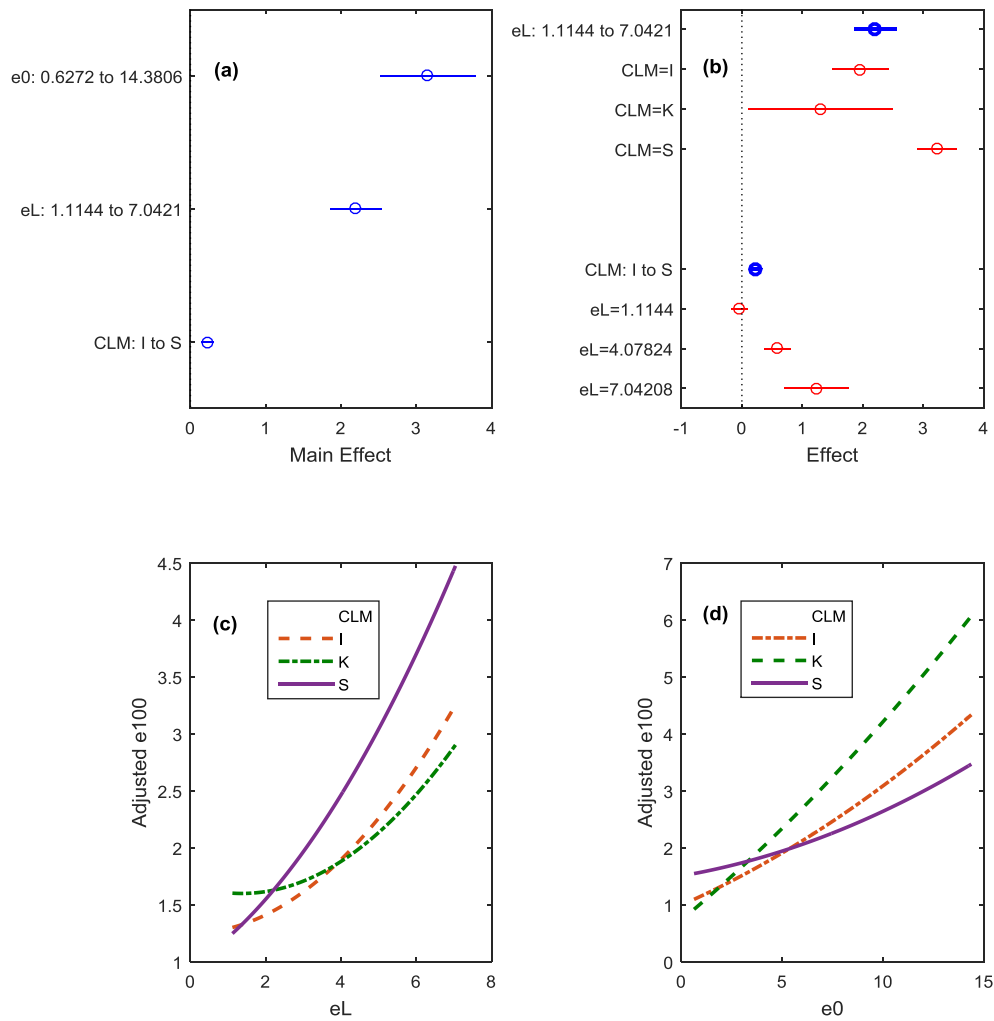 (a)
e0: 0.6272 to 14.3806
eL: 1.1144 to 7.0421
CLM: I to S
0 1 2 3 4
Main Effect
(b)
eL: 1.1144 to 7.0421
CLM=I
CLM=K
CLM=S
CLM: I to S
eL=1.1144
eL=4.07824
eL=7.04208
-1 0 1 2 3 4
Effect
(c)
Adjusted e100
4.5
4
3.5
3
2.5
2
1.5
1
CLM
I
K
S
0 2 4 6 8
eL
(d)
Adjusted e100
7
6
5
4
3
2
1
0
CLM
I
K
S
0 5 10 15
e0